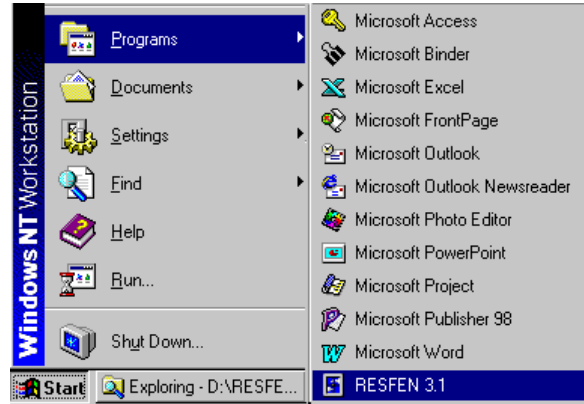 Windows NT Workstation
Programs
Documents
Settings
Find
Help
Run...
Shut Down...
Start
Exploring - D:\RESFE...
Microsoft Access
Microsoft Binder
Microsoft Excel
Microsoft FrontPage
Microsoft Outlook
Microsoft Outlook Newsreader
Microsoft Photo Editor
Microsoft PowerPoint
Microsoft Project
Microsoft Publisher 98
Microsoft Word
RESFEN 3.1